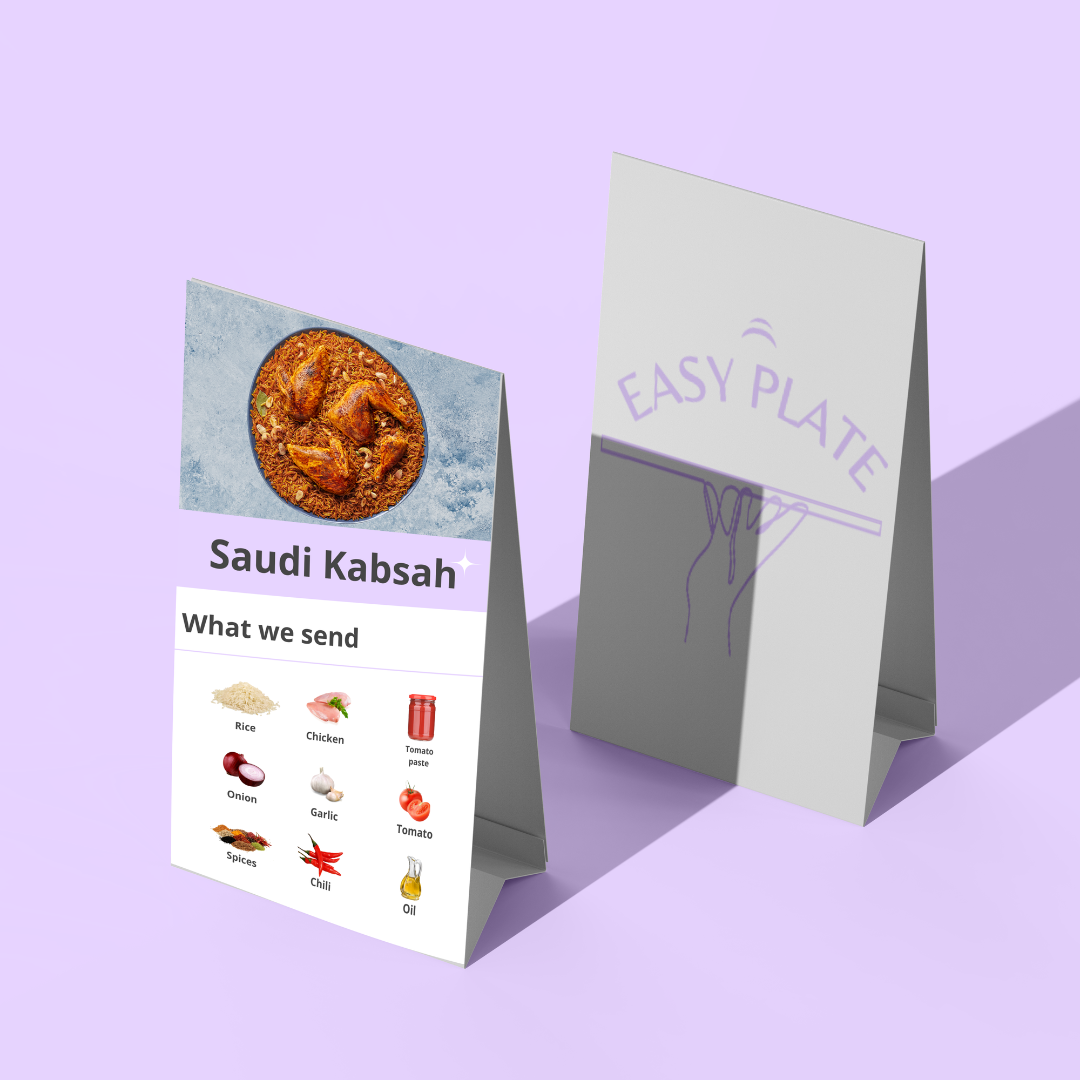 Saudi Kabsah
What we send
Rice
Chicken
Tomato
paste
Onion
Garlic
Tomato
Spices
Chili
Oil
EASY PLATE